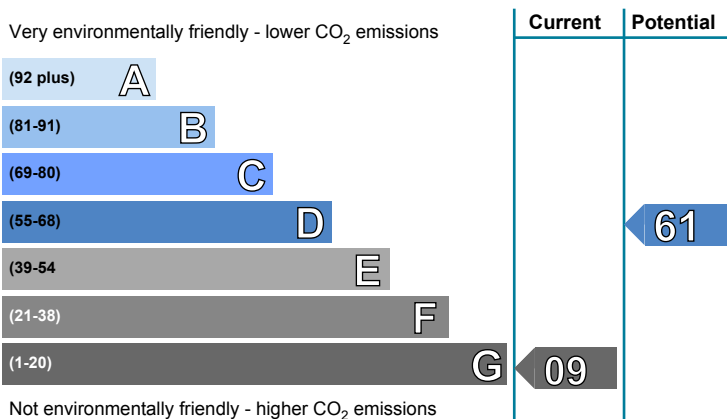 Current Potential
Very environmentally friendly - lower CO2 emissions
(92 plus) A
(81-91) B
(69-80) C
(55-68) D 61
(39-54 E
(21-38) F
(1-20) G 09
Not environmentally friendly - higher CO2 emissions